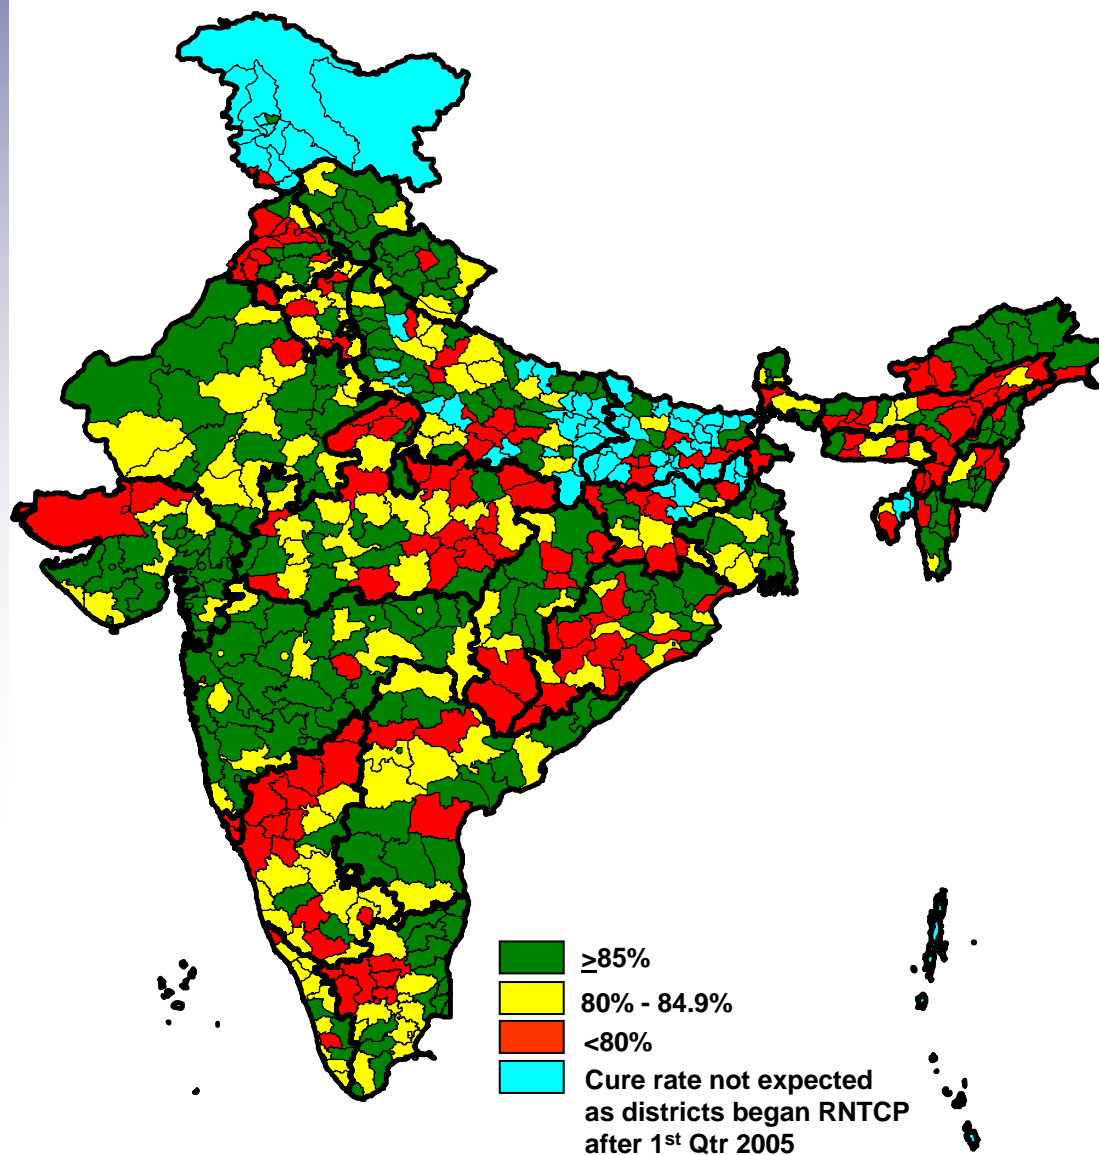 ≥85%
80% - 84.9%
<80%
Cure rate not expected
as districts began RNTCP
after 1st Qtr 2005